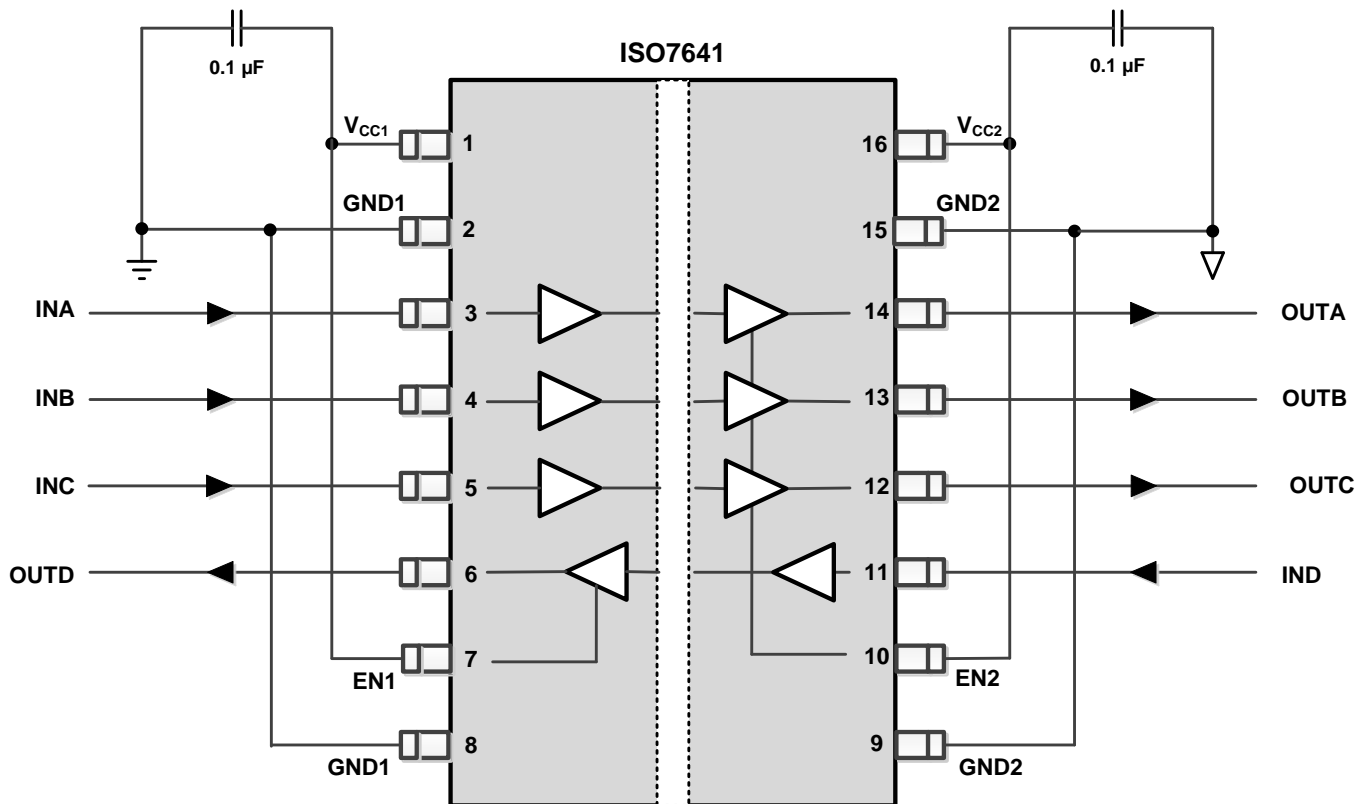 0.1 µF
0.1 µF
ISO7641
VCC1
1
16
VCC2
GND1
2
15
GND2
INA
3
14
OUTA
INB
4
13
OUTB
INC
5
12
OUTC
OUTD
6
11
IND
7
10
EN1
EN2
8
9
GND1
GND2